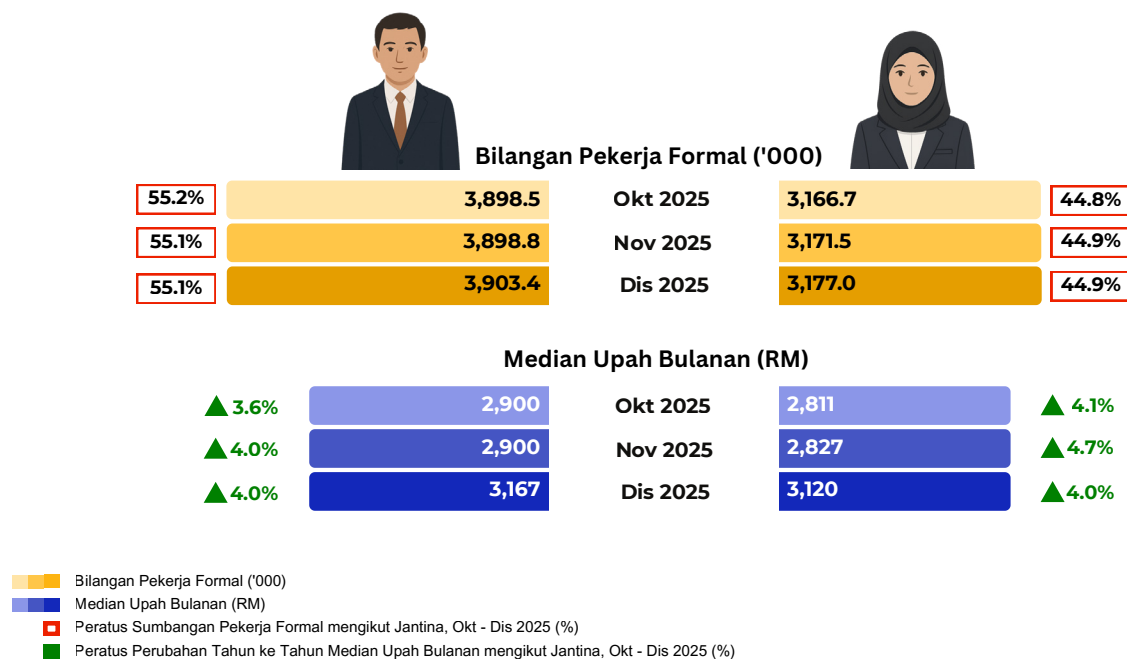 Bilangan Pekerja Formal ('000)
55.2% 3,898.5 Okt 2025 3,166.7 44.8%
55.1% 3,898.8 Nov 2025 3,171.5 44.9%
55.1% 3,903.4 Dis 2025 3,177.0 44.9%
Median Upah Bulanan (RM)
3.6% 2,900 Okt 2025 2,811 4.1%
4.0% 2,900 Nov 2025 2,827 4.7%
4.0% 3,167 Dis 2025 3,120 4.0%
Bilangan Pekerja Formal ('000)
Median Upah Bulanan (RM)
Peratus Sumbangan Pekerja Formal mengikut Jantina, Okt - Dis 2025 (%)
Peratus Perubahan Tahun ke Tahun Median Upah Bulanan mengikut Jantina, Okt - Dis 2025 (%)